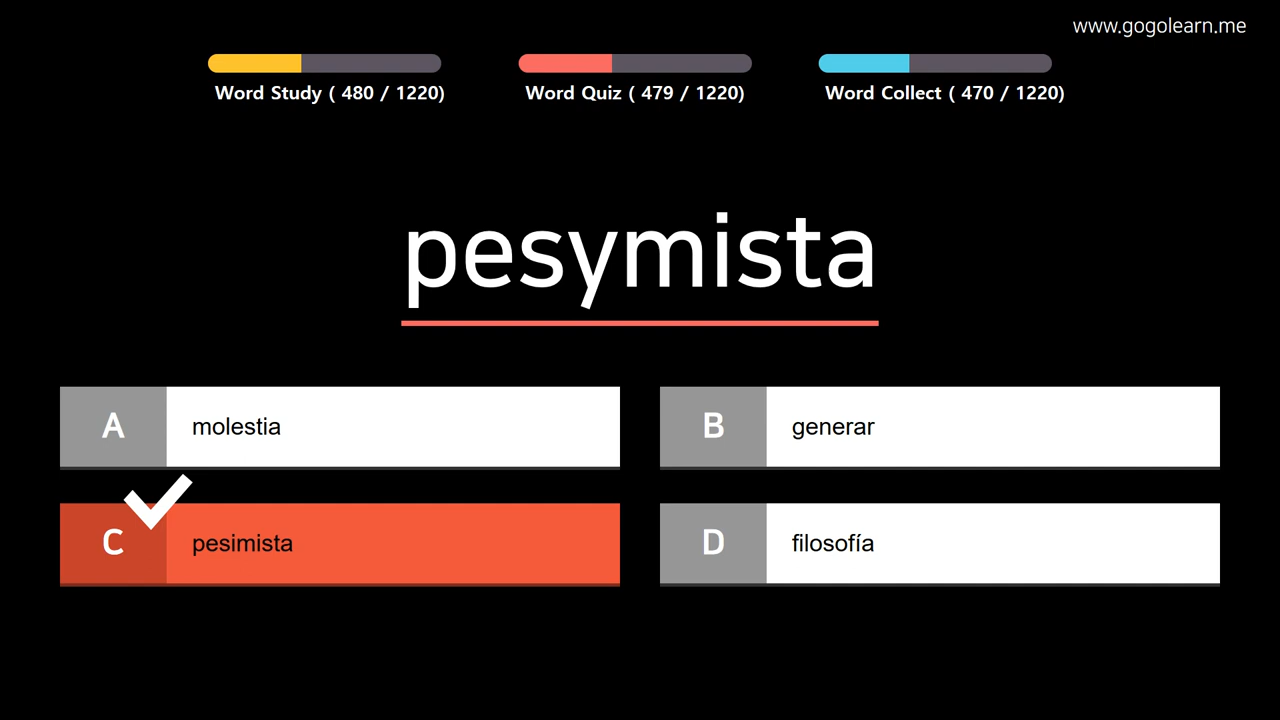 www.gogolearn.me
Word Study ( 480 / 1220)
Word Quiz ( 479 / 1220)
Word Collect ( 470 / 1220)
pesymista
A molestia
B generar
C pesimista
D filosofía